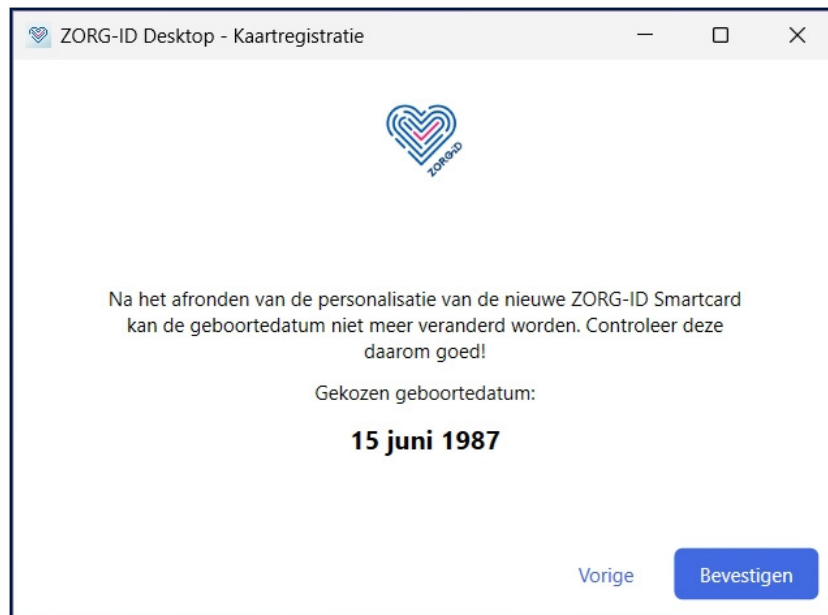 ZORG-ID Desktop - Kaartregistratie
ZORG-ID
Na het afronden van de personalisatie van de nieuwe ZORG-ID Smartcard
kan de geboortedatum niet meer veranderd worden. Controleer deze
daarom goed!
Gekozen geboortedatum:
15 juni 1987
Vorige
Bevestigen